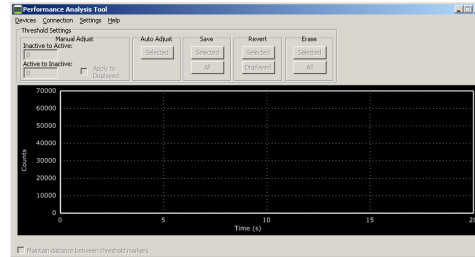 Performance Analysis Tool
Devices Connection Settings Help
Threshold Settings
Manual Adjust
Inactive to Active:
0
Active to Inactive:
0
Apply to
Displayed
Auto Adjust
Selected
Save
Selected
All
Revert
Selected
Displayed
Erase
Selected
All
70000
60000
50000
40000
30000
20000
10000
0
Counts
0 5 10 15 20
Time (s)
Maintain distance between threshold markers